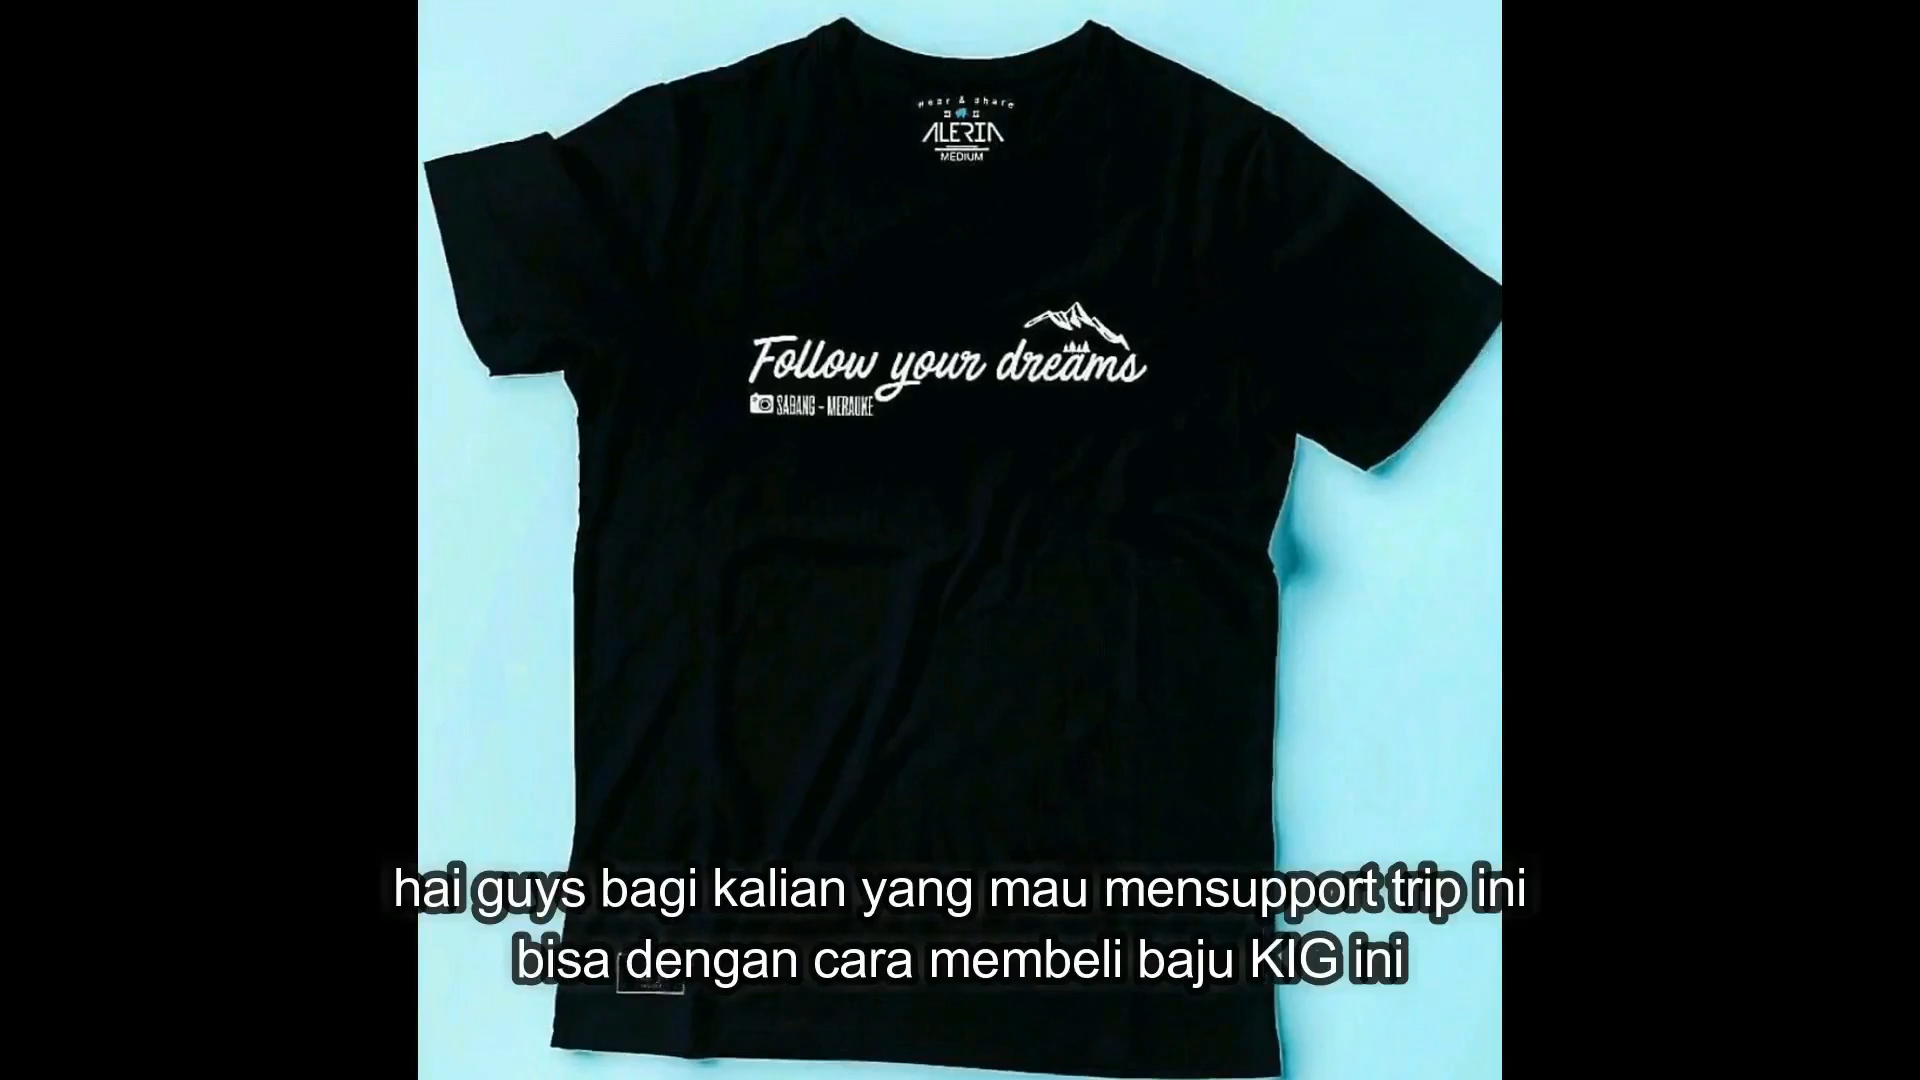 wear & share
ALERIA
MEDIUM
Follow your dreams
SABANG - MERAUKE
hai guys bagi kalian yang mau mensupport trip ini
bisa dengan cara membeli baju KIG ini